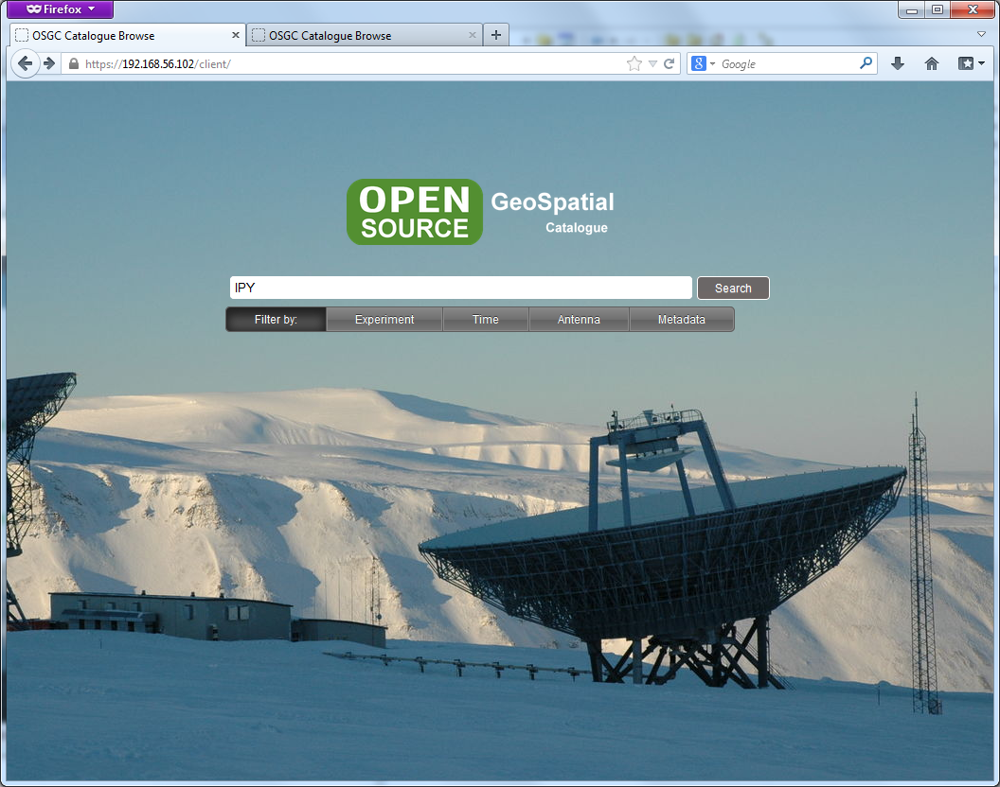 Firefox
OSGC Catalogue Browse
OSGC Catalogue Browse
https://192.168.56.102/client/
8
Google
OPEN
SOURCE
GeoSpatial
Catalogue
IPY
Search
Filter by:
Experiment
Time
Antenna
Metadata